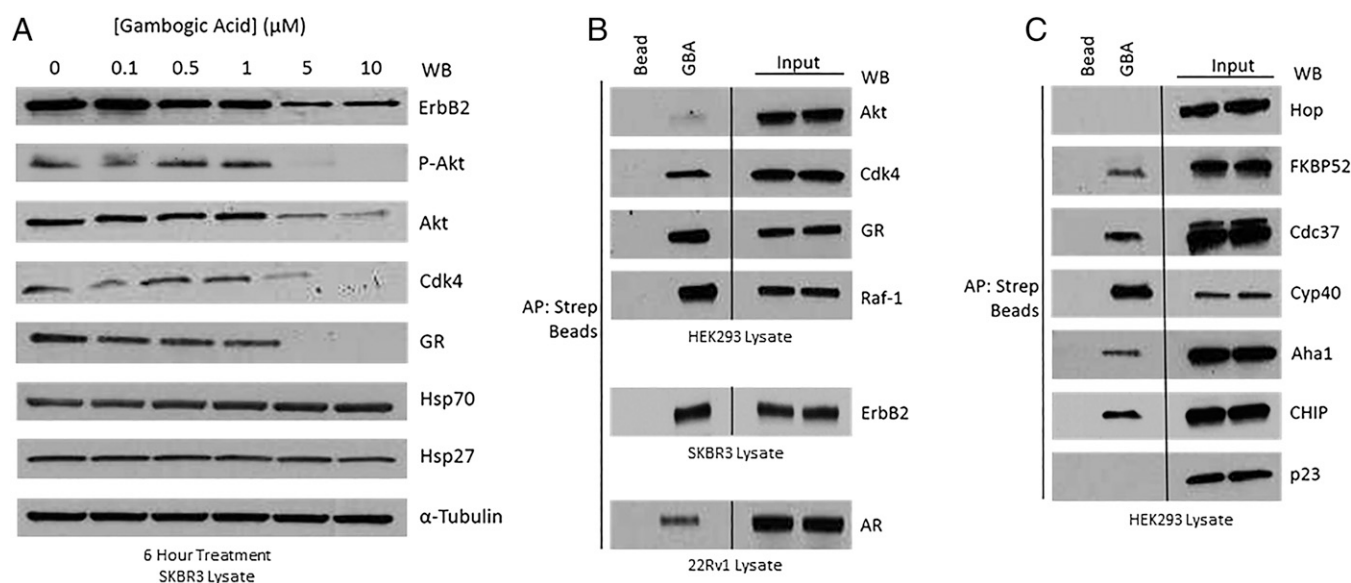 A
[Gambogic Acid] (μM)
0 0.1 0.5 1 5 10 WB
ErbB2
P-Akt
Akt
Cdk4
GR
Hsp70
Hsp27
α-Tubulin
6 Hour Treatment
SKBR3 Lysate
B
Bead
GBA
Input
WB
Akt
Cdk4
GR
Raf-1
HEK293 Lysate
AP: Strep
Beads
ErbB2
SKBR3 Lysate
AR
22Rv1 Lysate
C
Bead
GBA
Input
WB
Hop
FKBP52
Cdc37
Cyp40
AP: Strep
Beads
Aha1
CHIP
p23
HEK293 Lysate